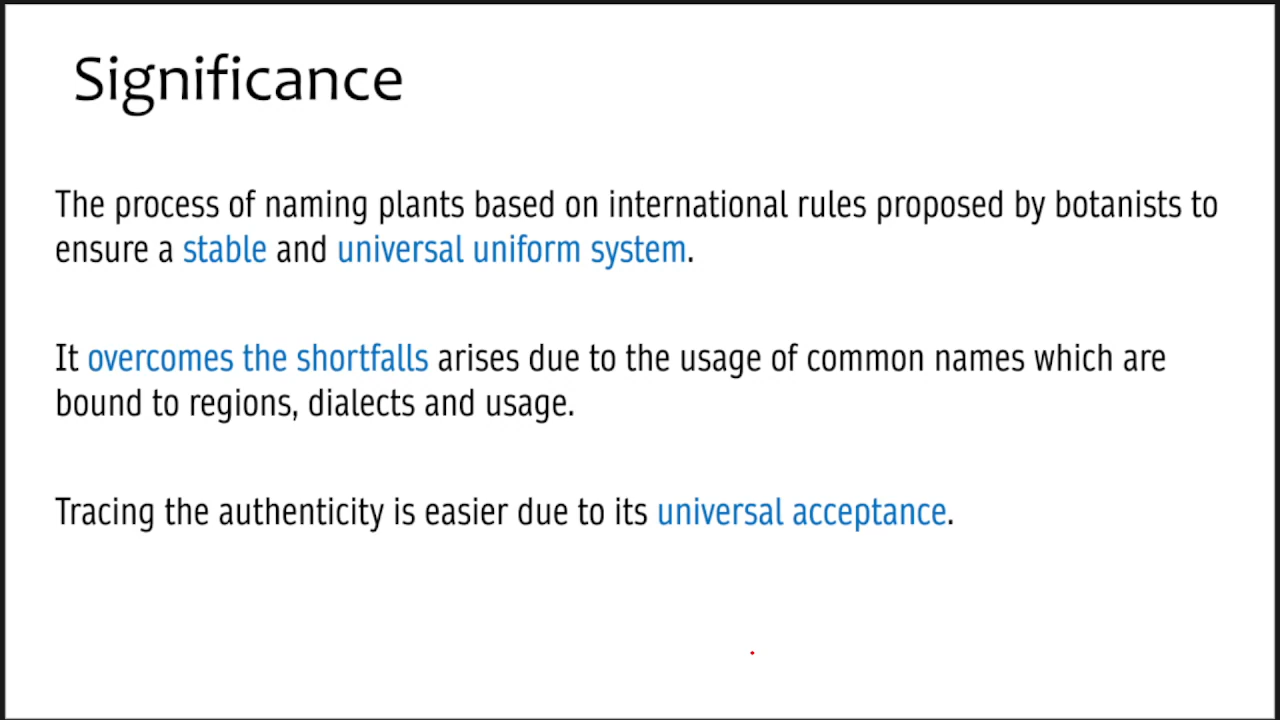 Significance
The process of naming plants based on international rules proposed by botanists to
ensure a stable and universal uniform system.
It overcomes the shortfalls arises due to the usage of common names which are
bound to regions, dialects and usage.
Tracing the authenticity is easier due to its universal acceptance.